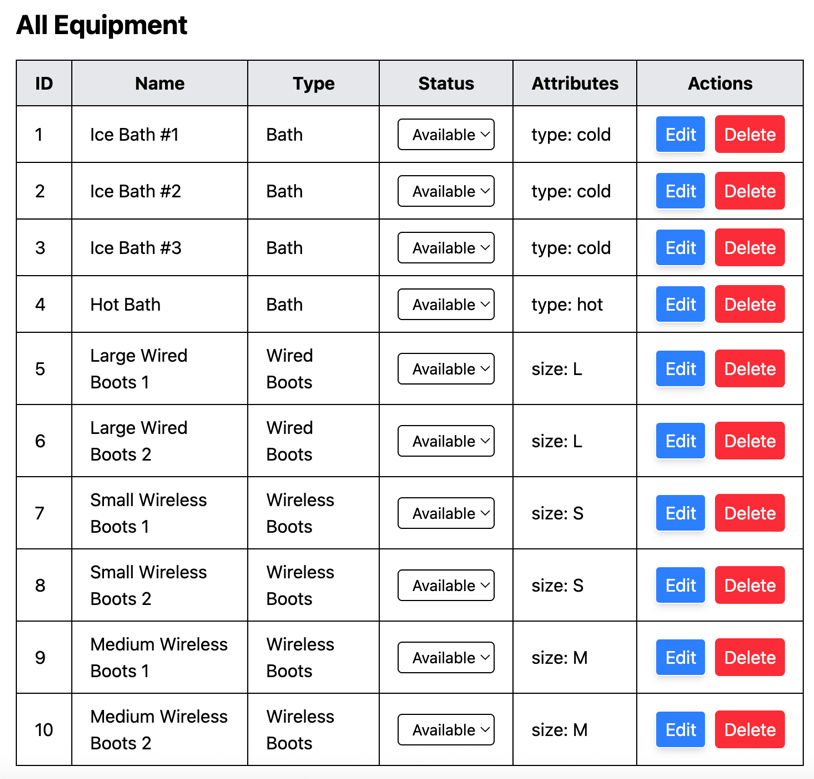 All Equipment
ID Name Type Status Attributes Actions
1 Ice Bath #1 Bath Available type: cold Edit Delete
2 Ice Bath #2 Bath Available type: cold Edit Delete
3 Ice Bath #3 Bath Available type: cold Edit Delete
4 Hot Bath Bath Available type: hot Edit Delete
5 Large Wired Boots 1 Wired Boots Available size: L Edit Delete
6 Large Wired Boots 2 Wired Boots Available size: L Edit Delete
7 Small Wireless Boots 1 Wireless Boots Available size: S Edit Delete
8 Small Wireless Boots 2 Wireless Boots Available size: S Edit Delete
9 Medium Wireless Boots 1 Wireless Boots Available size: M Edit Delete
10 Medium Wireless Boots 2 Wireless Boots Available size: M Edit Delete